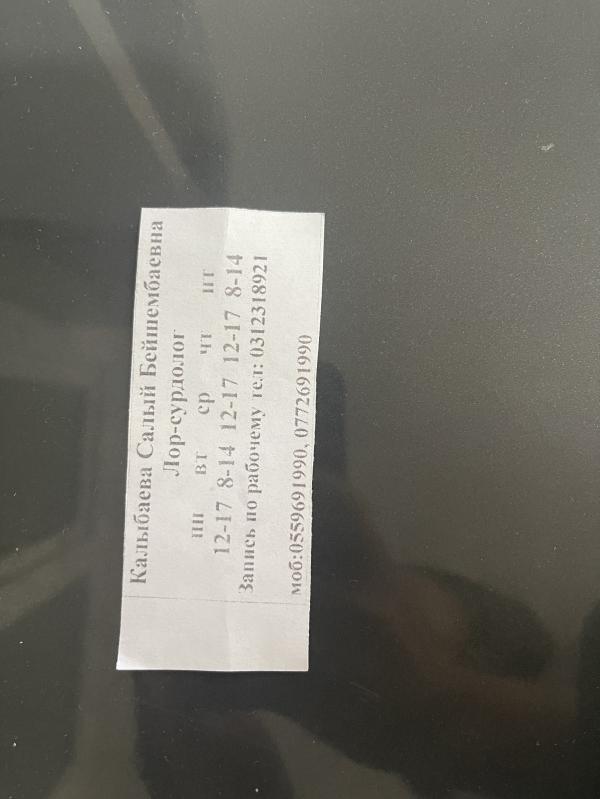 Калыбаева Салый Бейшембаевна
Лор-сурдолог
пн вт ср чт пт
12-17 8-14 12-17 12-17 8-14
Запись по рабочему тел: 0312318921
моб:0559691990, 0772691990